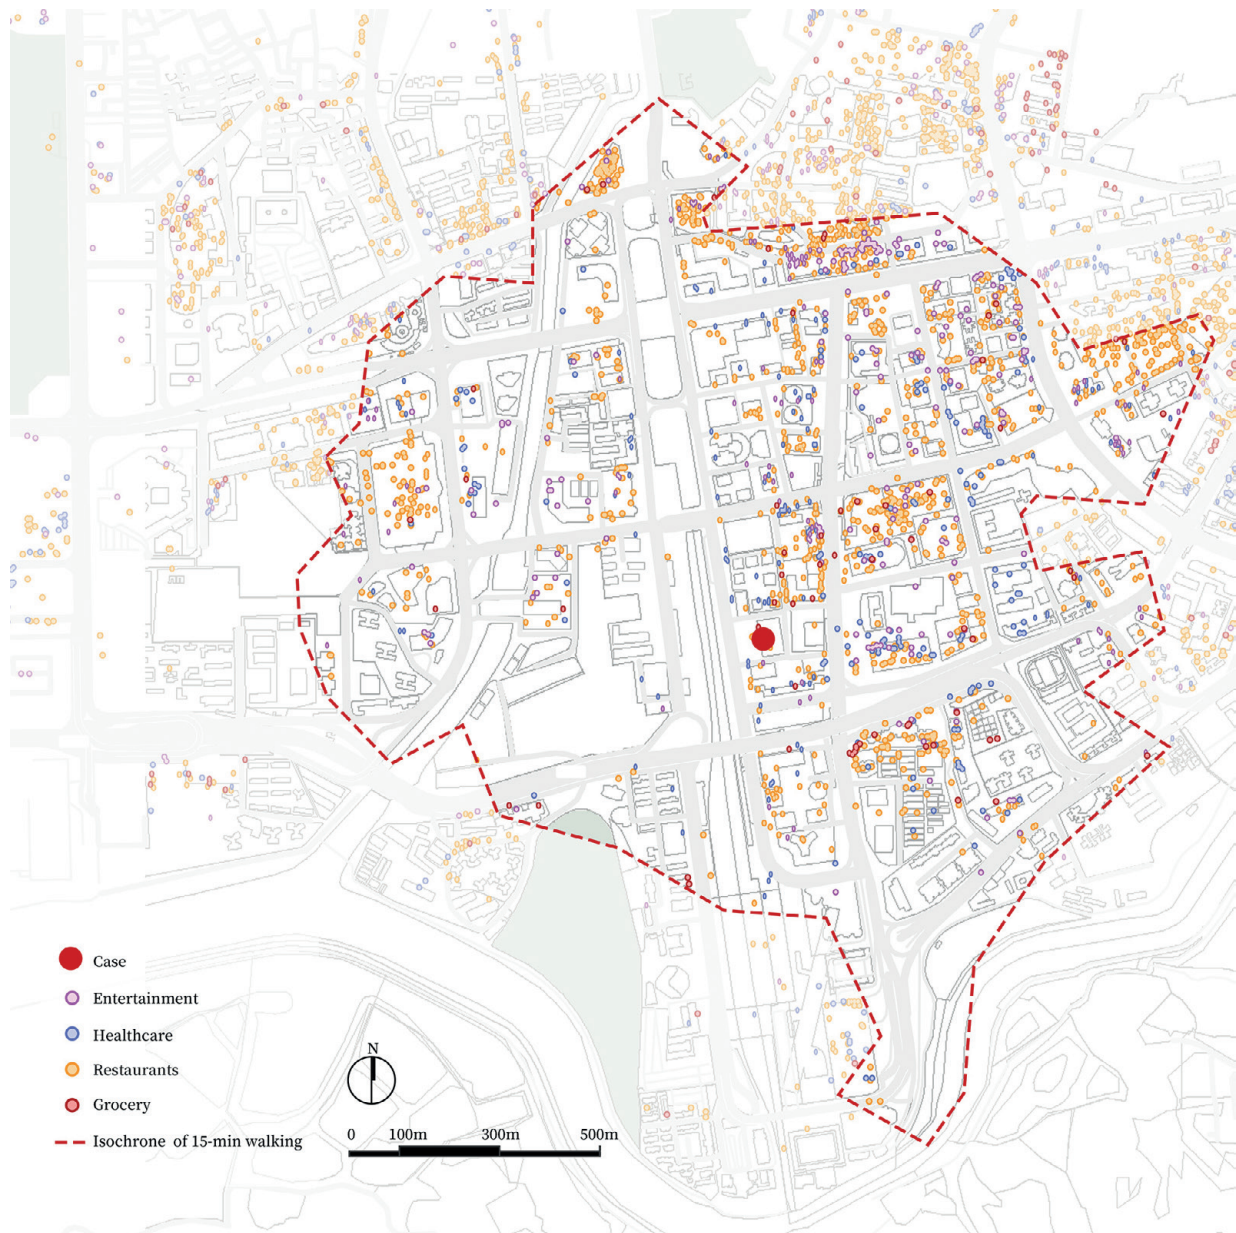 Case
Entertainment
Healthcare
Restaurants
Grocery
Isochrone of 15-min walking
N
0 100m 300m 500m